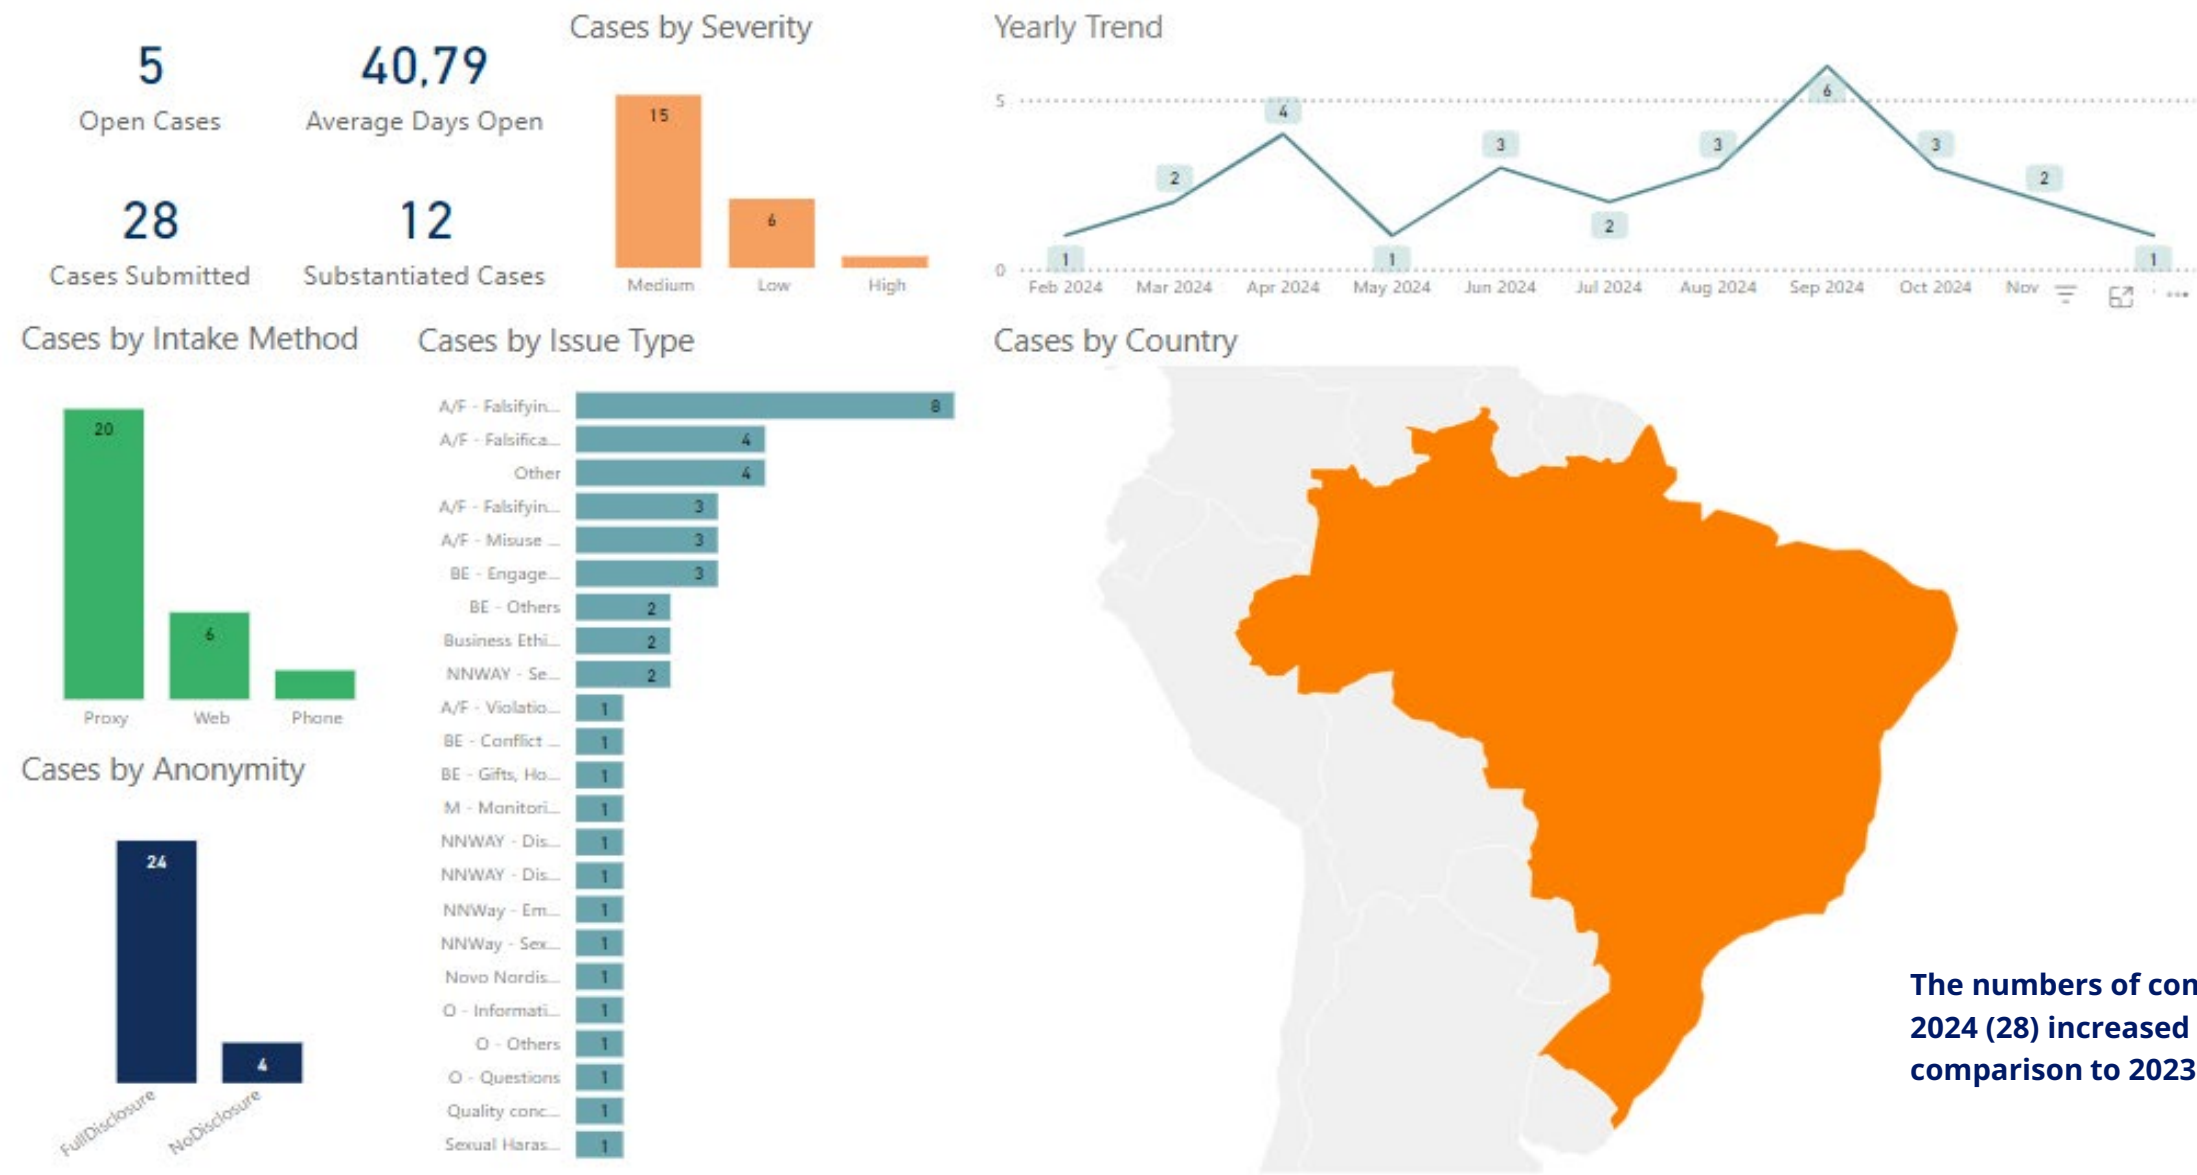 5
Open Cases
40,79
Average Days Open
28
Cases Submitted
12
Substantiated Cases
Cases by Severity
15
6
Medium
Low
High
Yearly Trend
5
0
1
2
4
1
3
2
3
6
3
2
1
Feb 2024
Mar 2024
Apr 2024
May 2024
Jun 2024
Jul 2024
Aug 2024
Sep 2024
Oct 2024
Nov
Cases by Intake Method
20
6
Proxy
Web
Phone
Cases by Anonymity
24
4
FullDisclosure
NoDisclosure
Cases by Issue Type
A/F - Falsifyin... 8
A/F - Falsifica... 4
Other 4
A/F - Falsifyin... 3
A/F - Misuse ... 3
BE - Engage... 3
BE - Others 2
Business Ethi... 2
NNWAY - Se... 2
A/F - Violatio... 1
BE - Conflict ... 1
BE - Gifts, Ho... 1
M - Monitori... 1
NNWAY - Dis... 1
NNWAY - Dis... 1
NNWay - Em... 1
NNWay - Sex... 1
Novo Nordis... 1
O - Informati... 1
O - Others 1
O - Questions 1
Quality conc... 1
Sexual Haras... 1
Cases by Country
The numbers of
2024 (28) increased
comparison to 2023